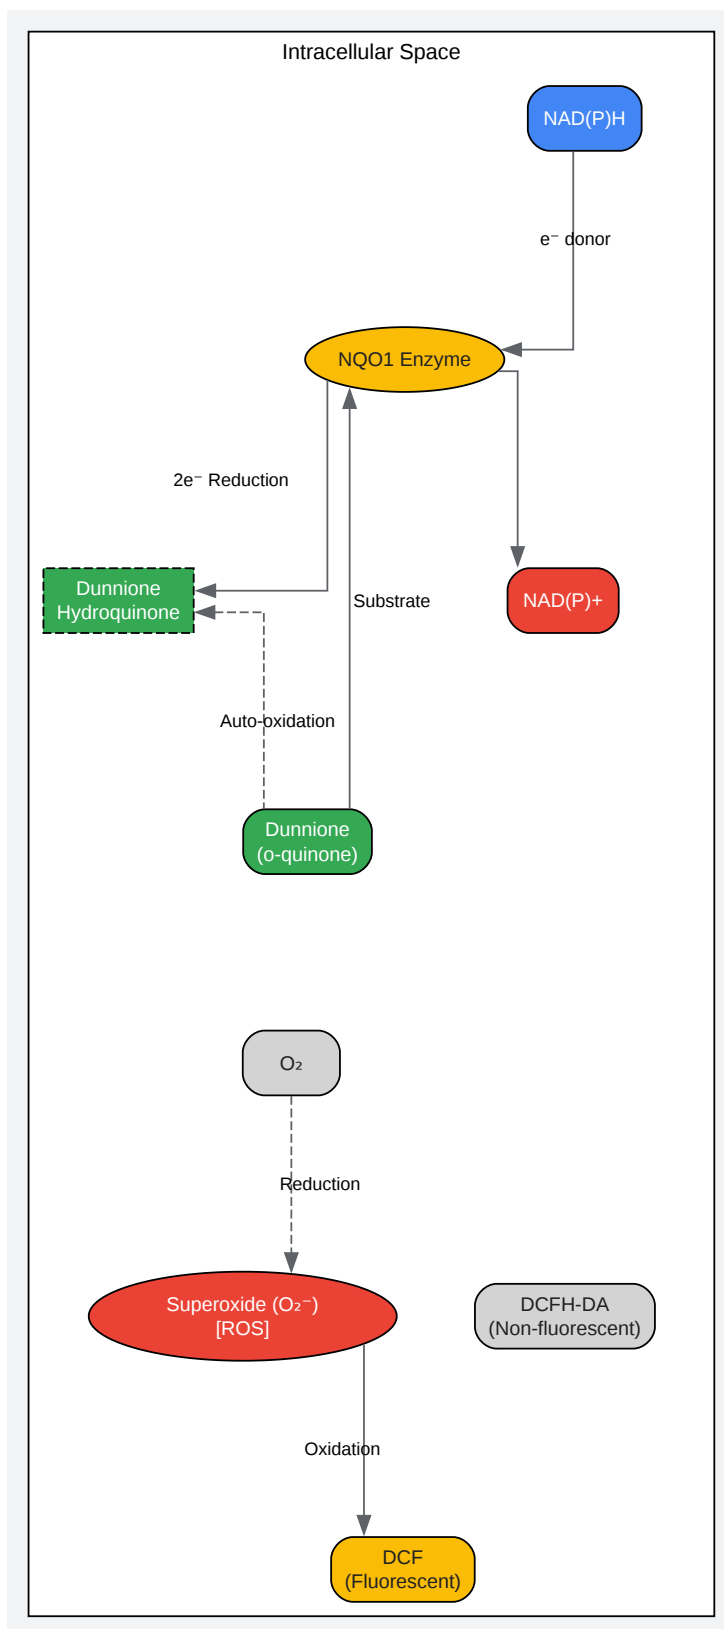 Intracellular Space
NAD(P)H
e⁻ donor
NQO1 Enzyme
2e⁻ Reduction
Dunnione
Hydroquinone
Substrate
NAD(P)+
Auto-oxidation
Dunnione
(o-quinone)
O₂
Reduction
Superoxide (O₂⁻)
[ROS]
DCFH-DA
(Non-fluorescent)
Oxidation
DCF
(Fluorescent)